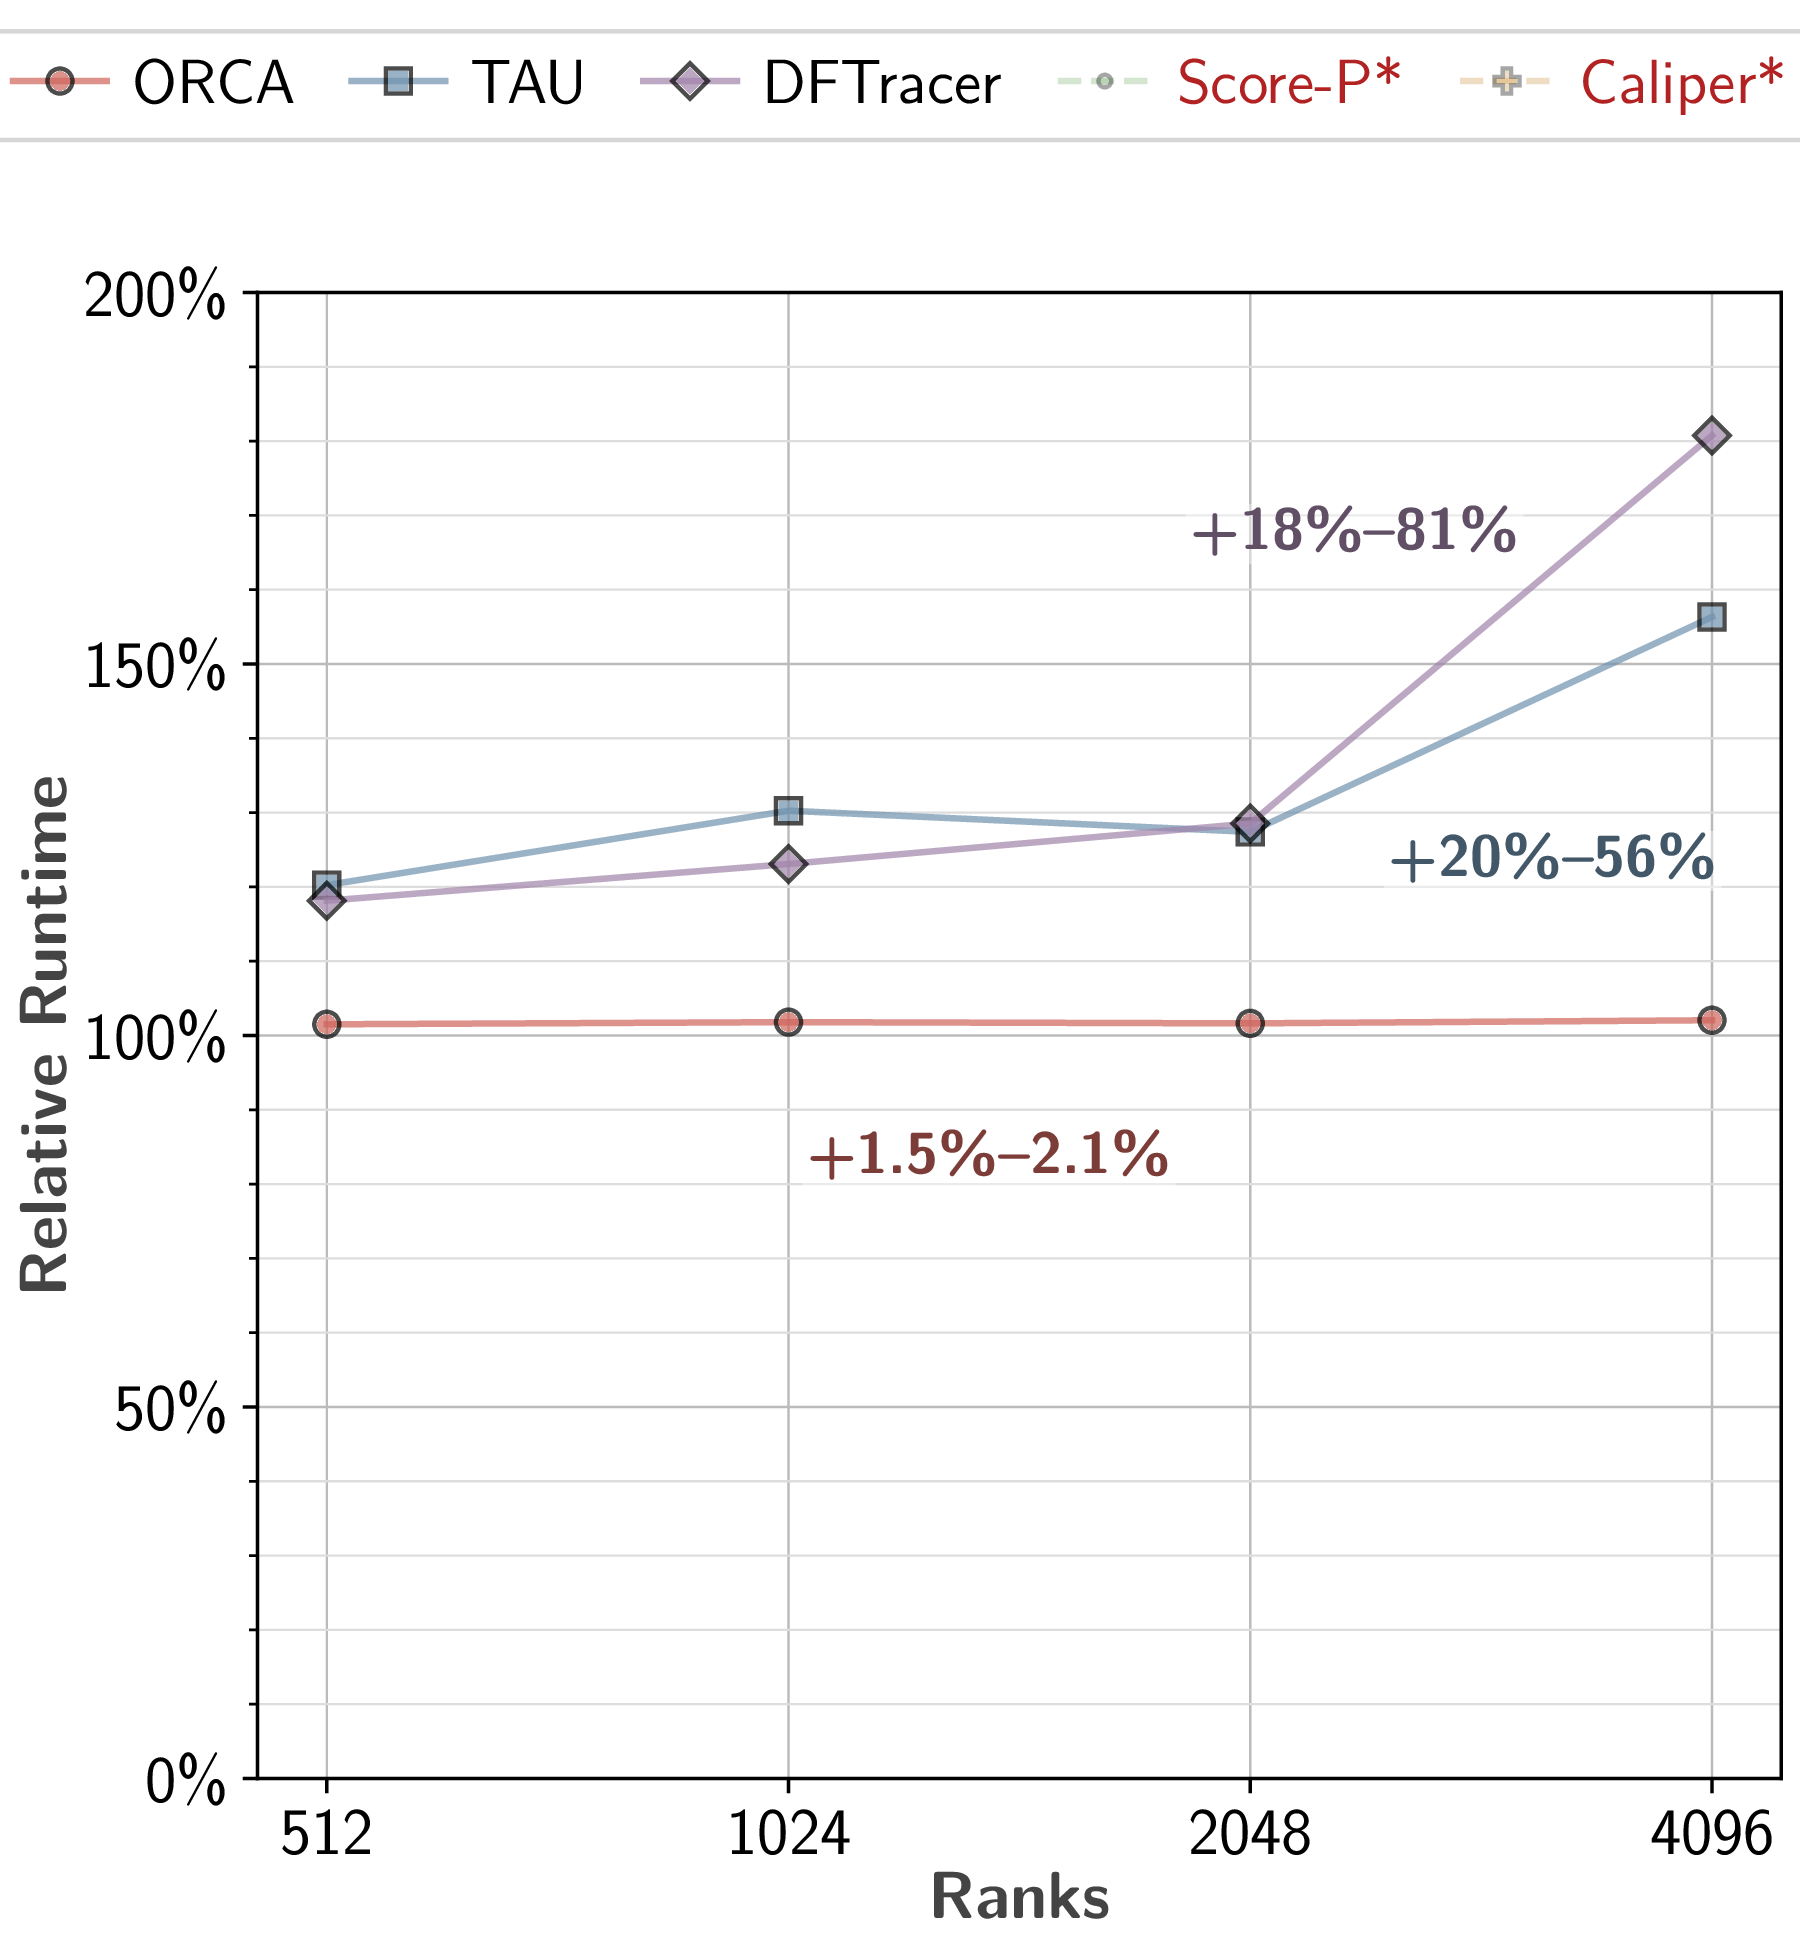 ORCA TAU DFTracer Score-P* Caliper*
200%
+18%–81%
150%
+20%–56%
Relative Runtime
100%
+1.5%–2.1%
50%
0%
512 1024 2048 4096
Ranks